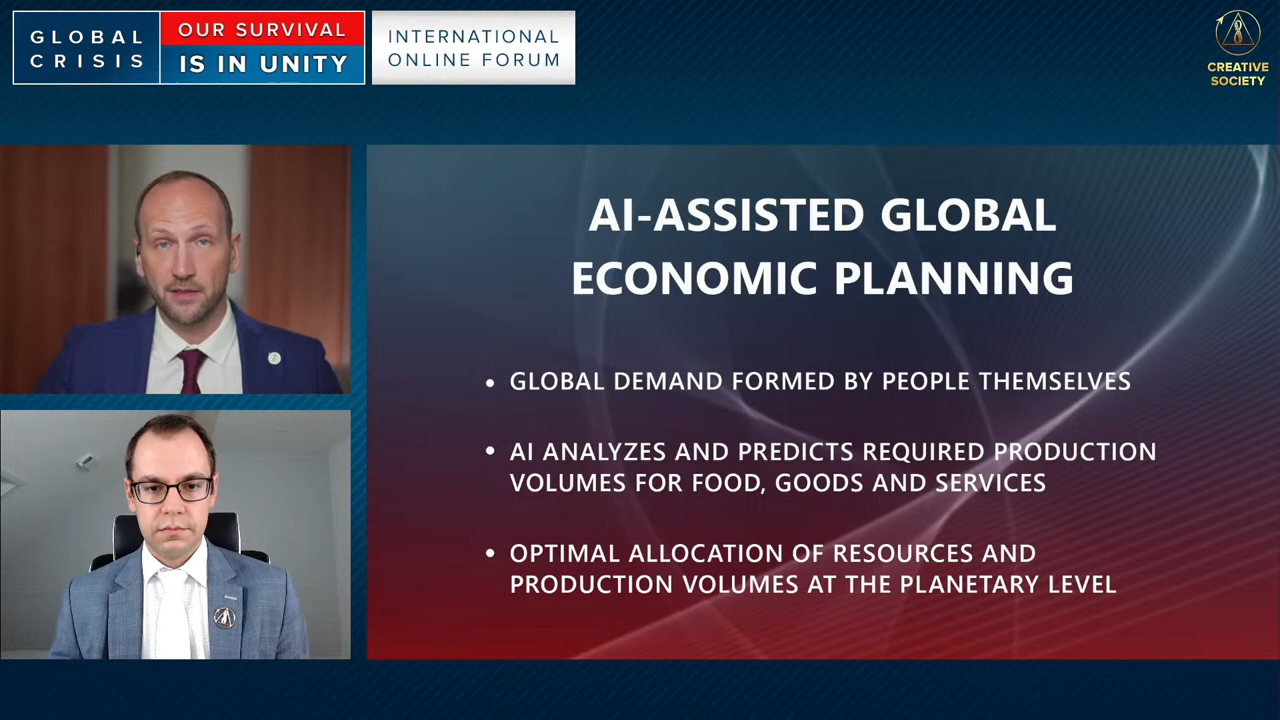 GLOBAL
CRISIS
OUR SURVIVAL
IS IN UNITY
INTERNATIONAL
ONLINE FORUM
CREATIVE
SOCIETY
AI-ASSISTED GLOBAL
ECONOMIC PLANNING
• GLOBAL DEMAND FORMED BY PEOPLE THEMSELVES
• AI ANALYZES AND PREDICTS REQUIRED PRODUCTION
VOLUMES FOR FOOD, GOODS AND SERVICES
• OPTIMAL ALLOCATION OF RESOURCES AND
PRODUCTION VOLUMES AT THE PLANETARY LEVEL